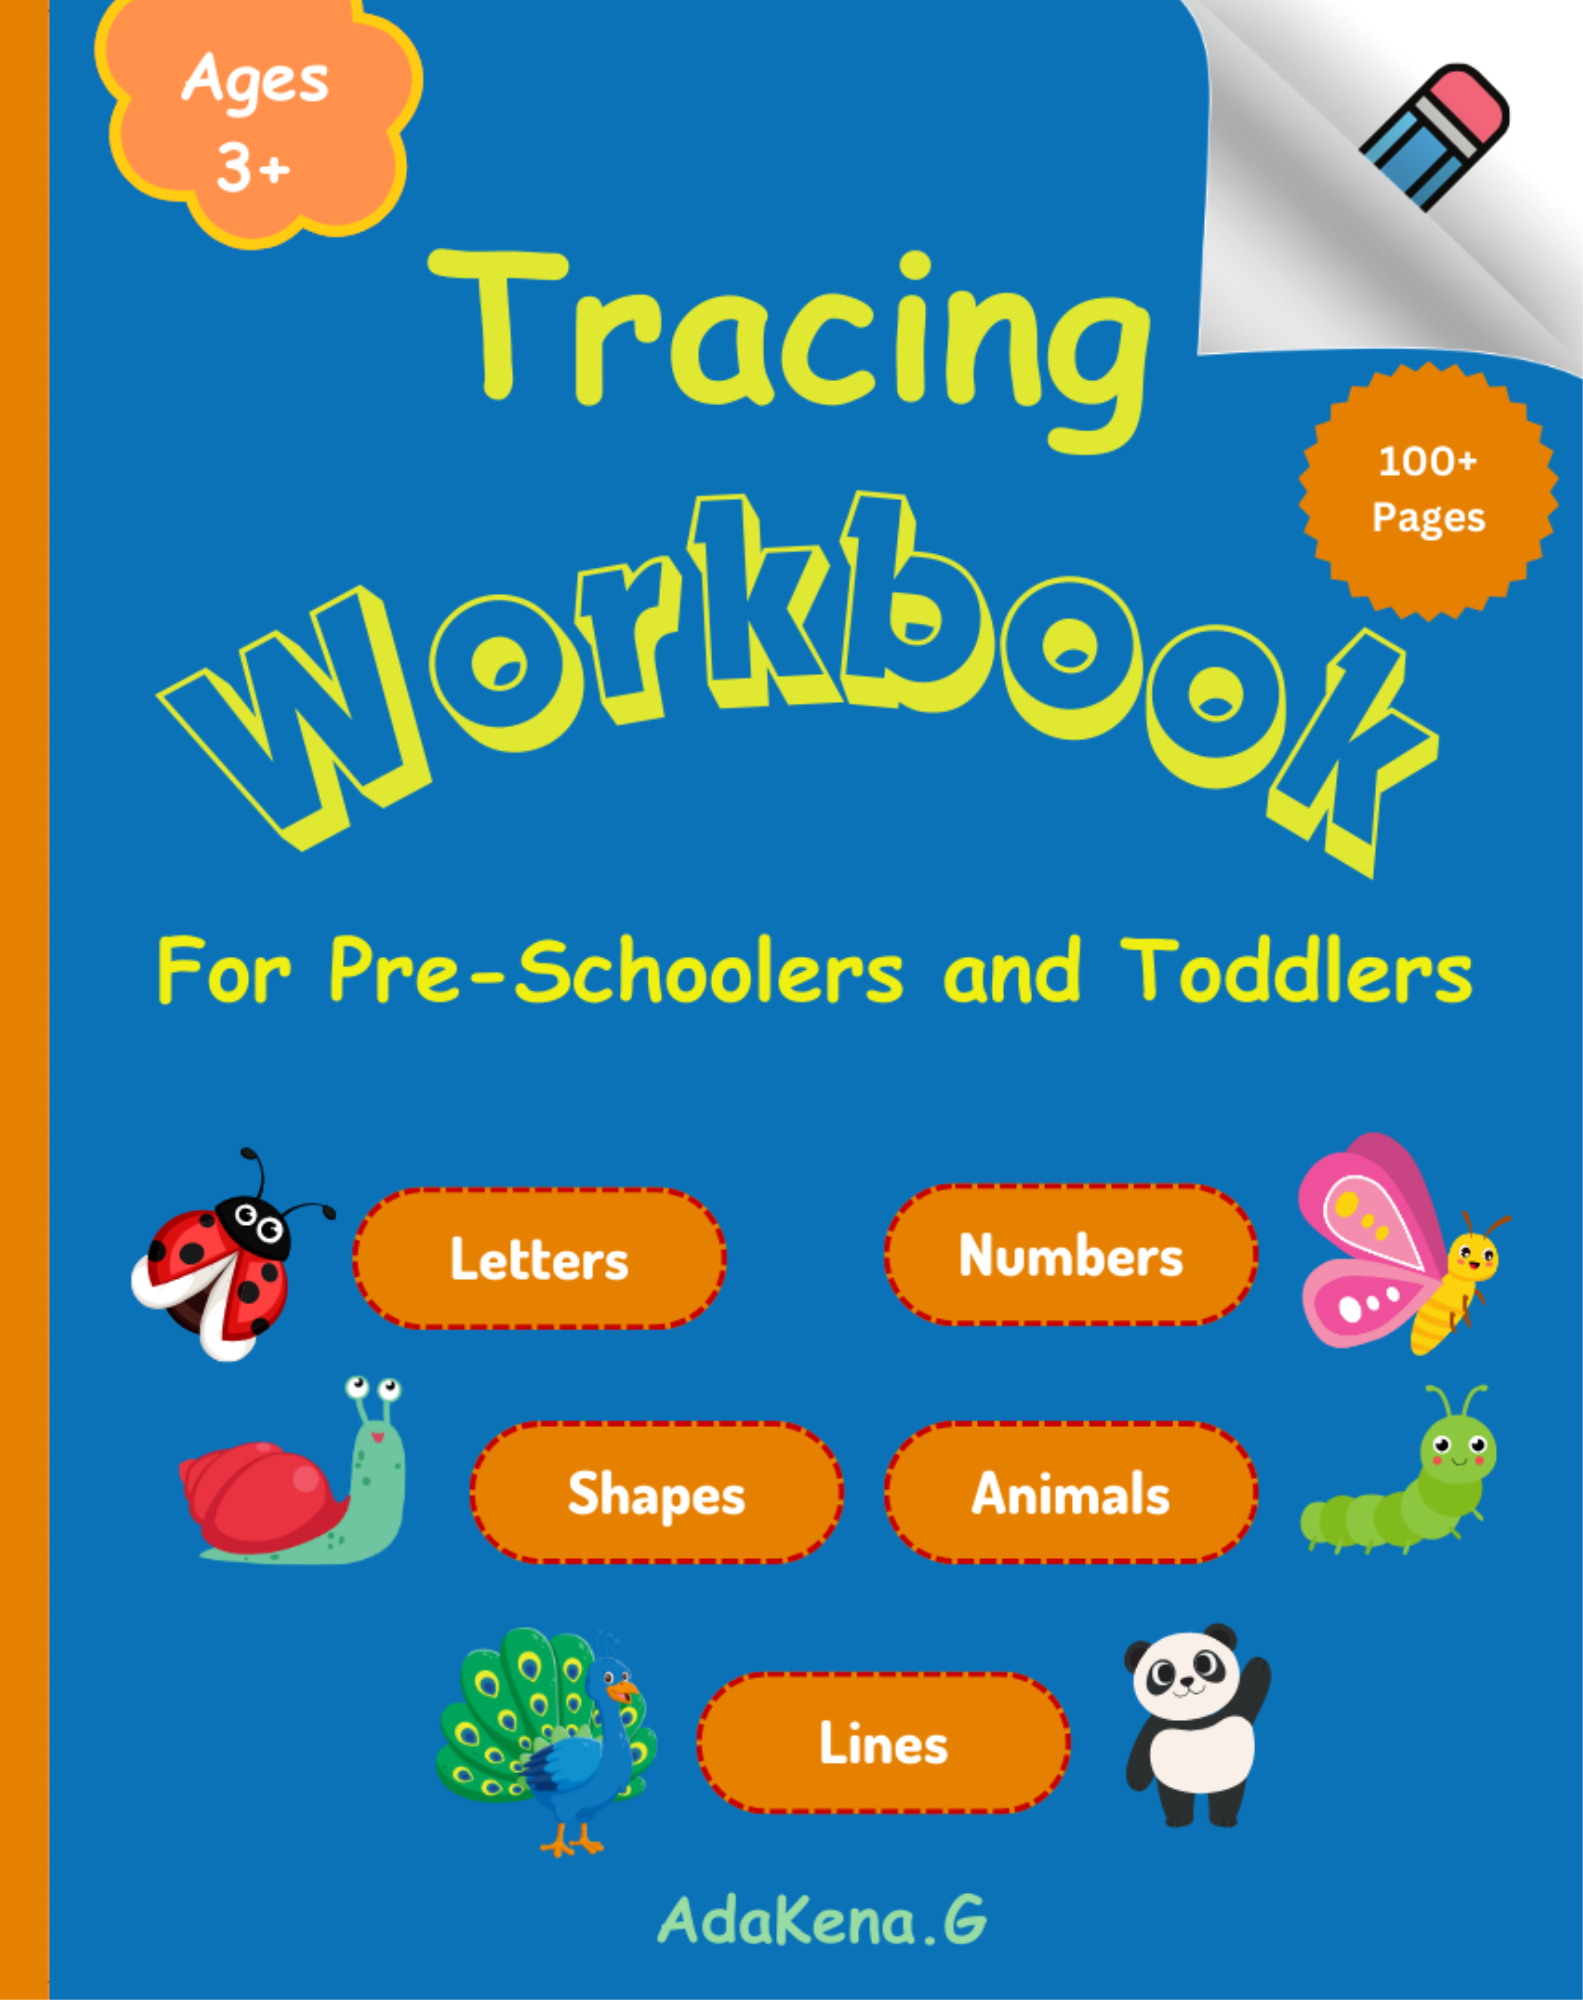 Ages
3+
Tracing
100+
Pages
Workbook
For Pre-Schoolers and Toddlers
Letters
Numbers
Shapes
Animals
Lines
AdaKena.G